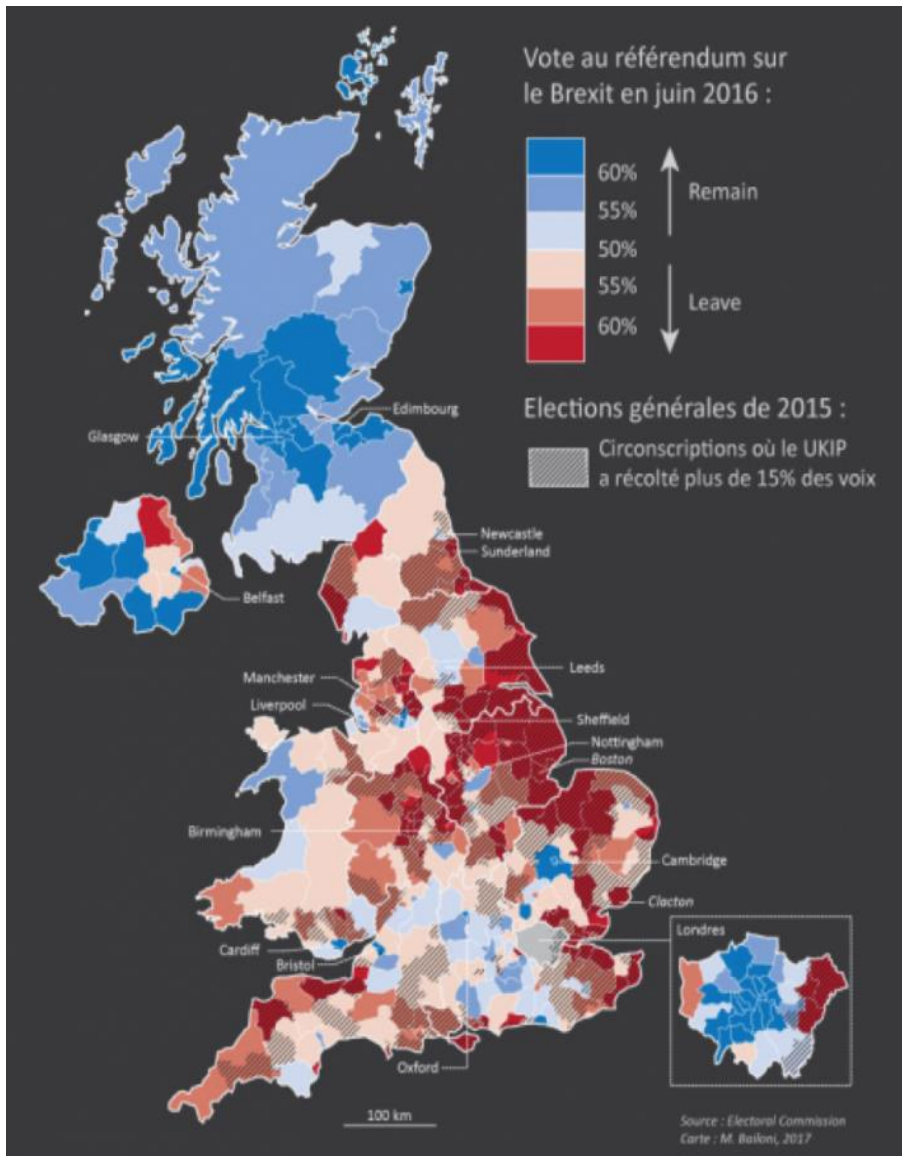 Vote au référendum sur
le Brexit en juin 2016 :
60%
55%
Remain
50%
55%
Leave
60%
Elections générales de 2015 :
Circonscriptions où le UKIP
a récolté plus de 15% des voix
Edimbourg
Glasgow
Newcastle
Sunderland
Belfast
Leeds
Manchester
Liverpool
Sheffield
Nottingham
Boston
Birmingham
Cambridge
Clacton
Londres
Cardiff
Bristol
Oxford
100 km
Source : Electoral Commission
Carte : M. Bailoni, 2017